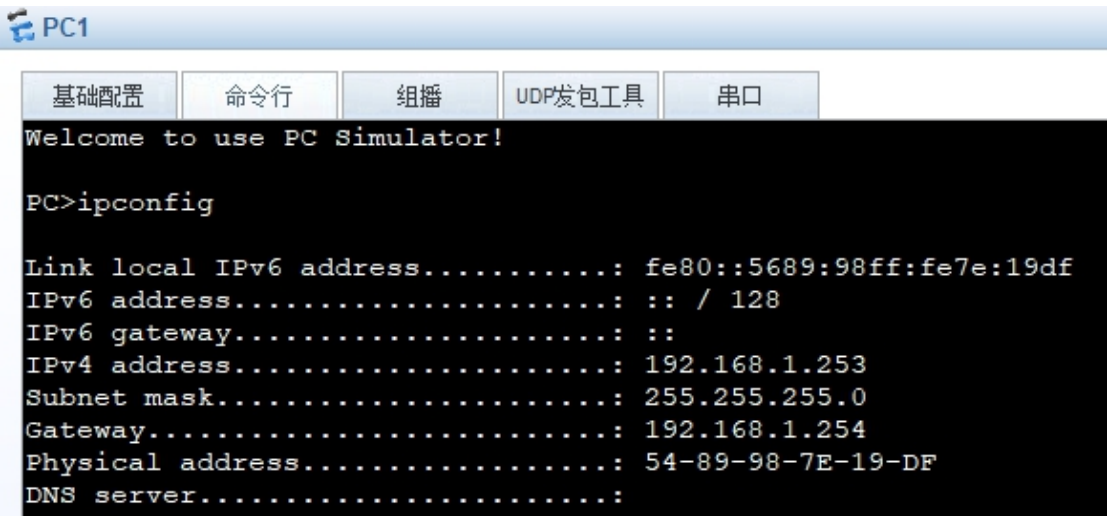 PC1
基础配置 命令行 组播 UDP发包工具 串口
Welcome to use PC Simulator!
PC>ipconfig
Link local IPv6 address...........: fe80::5689:98ff:fe7e:19df
IPv6 address......................: :: / 128
IPv6 gateway......................: ::
IPv4 address......................: 192.168.1.253
Subnet mask.......................: 255.255.255.0
Gateway...........................: 192.168.1.254
Physical address..................: 54-89-98-7E-19-DF
DNS server........................: